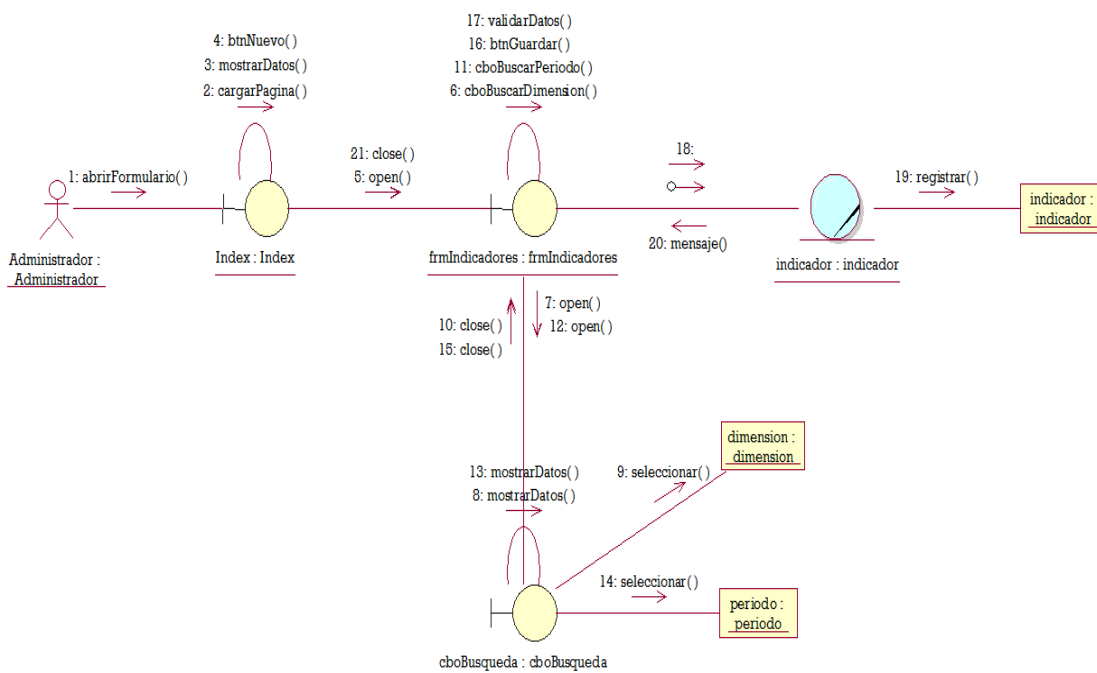 17: validarDatos( )
4: btnNuevo( )
16: btnGuardar( )
3: mostrarDatos( )
11: cboBuscarPeriodo( )
2: cargarPagina( )
6: cboBuscarDimension( )
1: abrirFormulario( )
21: close( )
5: open( )
18:
19: registrar( )
20: mensaje()
indicador :
indicador
Administrador :
Administrador
Index : Index
frmIndicadores : frmIndicadores
indicador : indicador
7: open( )
10: close( )
12: open( )
15: close( )
dimension :
dimension
13: mostrarDatos( )
9: seleccionar( )
8: mostrarDatos( )
14: seleccionar( )
periodo :
periodo
cboBusqueda : cboBusqueda